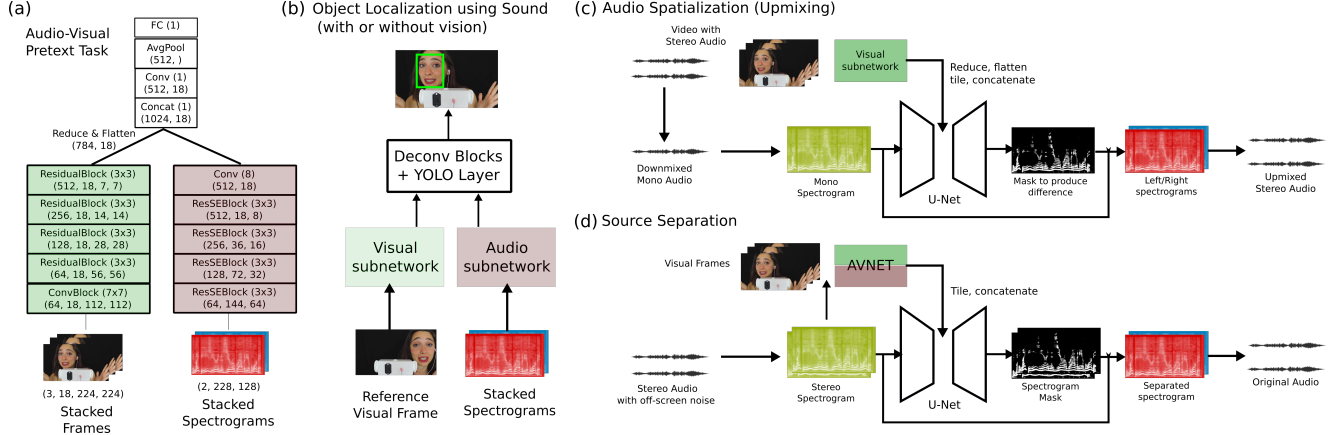 (a)
Audio-Visual
Pretext Task
FC (1)
AvgPool
(512, )
Conv (1)
(512, 18)
Concat (1)
(1024, 18)
Reduce & Flatten
(784, 18)
ResidualBlock (3x3)
(512, 18, 7, 7)
ResidualBlock (3x3)
(256, 18, 14, 14)
ResidualBlock (3x3)
(128, 18, 28, 28)
ResidualBlock (3x3)
(64, 18, 56, 56)
ConvBlock (7x7)
(64, 18, 112, 112)
(3, 18, 224, 224)
Stacked
Frames
Conv (8)
(512, 18)
ResSEBlock (3x3)
(512, 18, 8)
ResSEBlock (3x3)
(256, 36, 16)
ResSEBlock (3x3)
(128, 72, 32)
ResSEBlock (3x3)
(64, 144, 64)
(2, 228, 128)
Stacked
Spectrograms
(b) Object Localization using Sound
(with or without vision)
Deconv Blocks
+ YOLO Layer
Visual
subnetwork
Audio
subnetwork
Reference
Visual Frame
Stacked
Spectrograms
(c) Audio Spatialization (Upmixing)
Video with
Stereo Audio
Visual
subnetwork
Reduce, flatten
tile, concatenate
Downmixed
Mono Audio
Mono
Spectrogram
U-Net
Mask to produce
difference
Left/Right
spectrograms
Upmixed
Stereo Audio
(d) Source Separation
Visual Frames
AVNET
Tile, concatenate
Stereo Audio
with off-screen noise
Stereo
Spectrogram
U-Net
Spectrogram
Mask
Separated
spectrogram
Original Audio